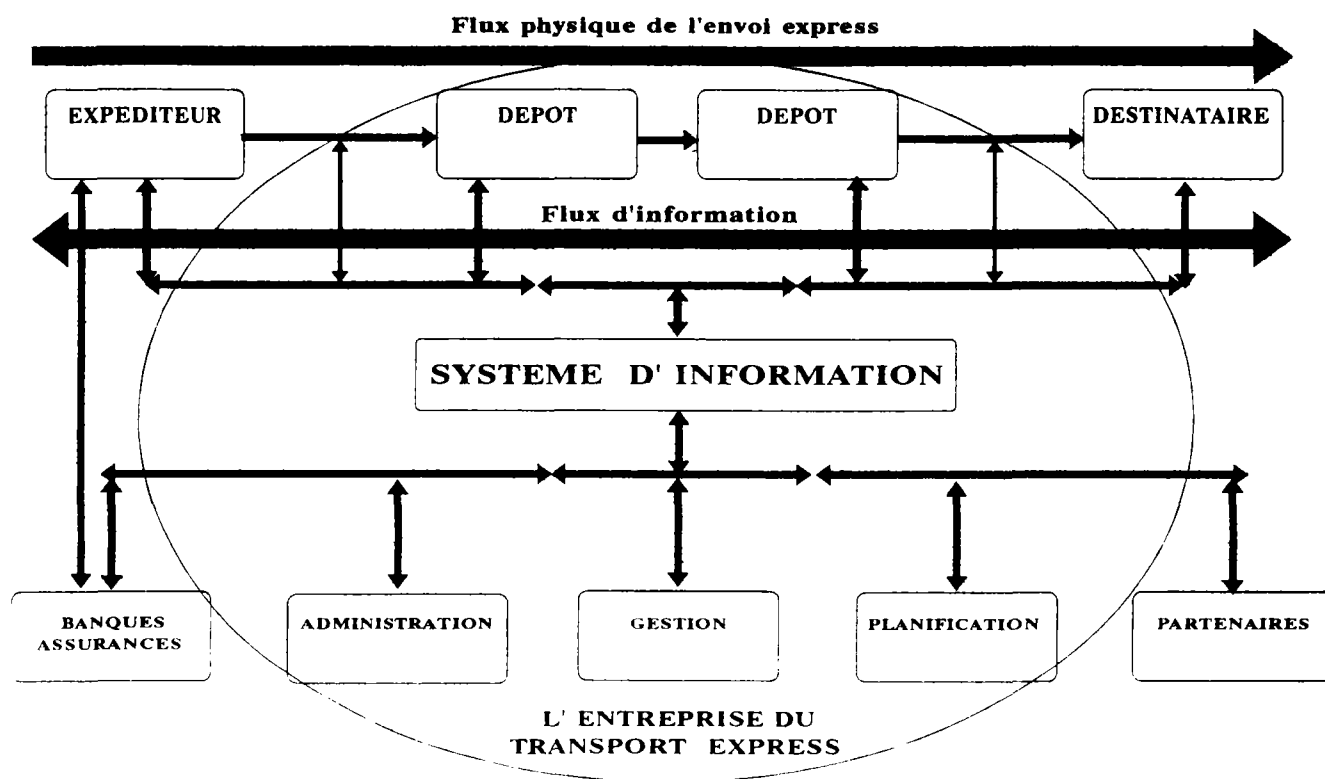 Flux physique de l'envoi express
EXPEDITEUR
DEPOT
DEPOT
DESTINATAIRE
Flux d'information
SYSTEME D' INFORMATION
BANQUES
ASSURANCES
ADMINISTRATION
GESTION
PLANIFICATION
PARTENAIRES
L' ENTREPRISE DU
TRANSPORT EXPRESS